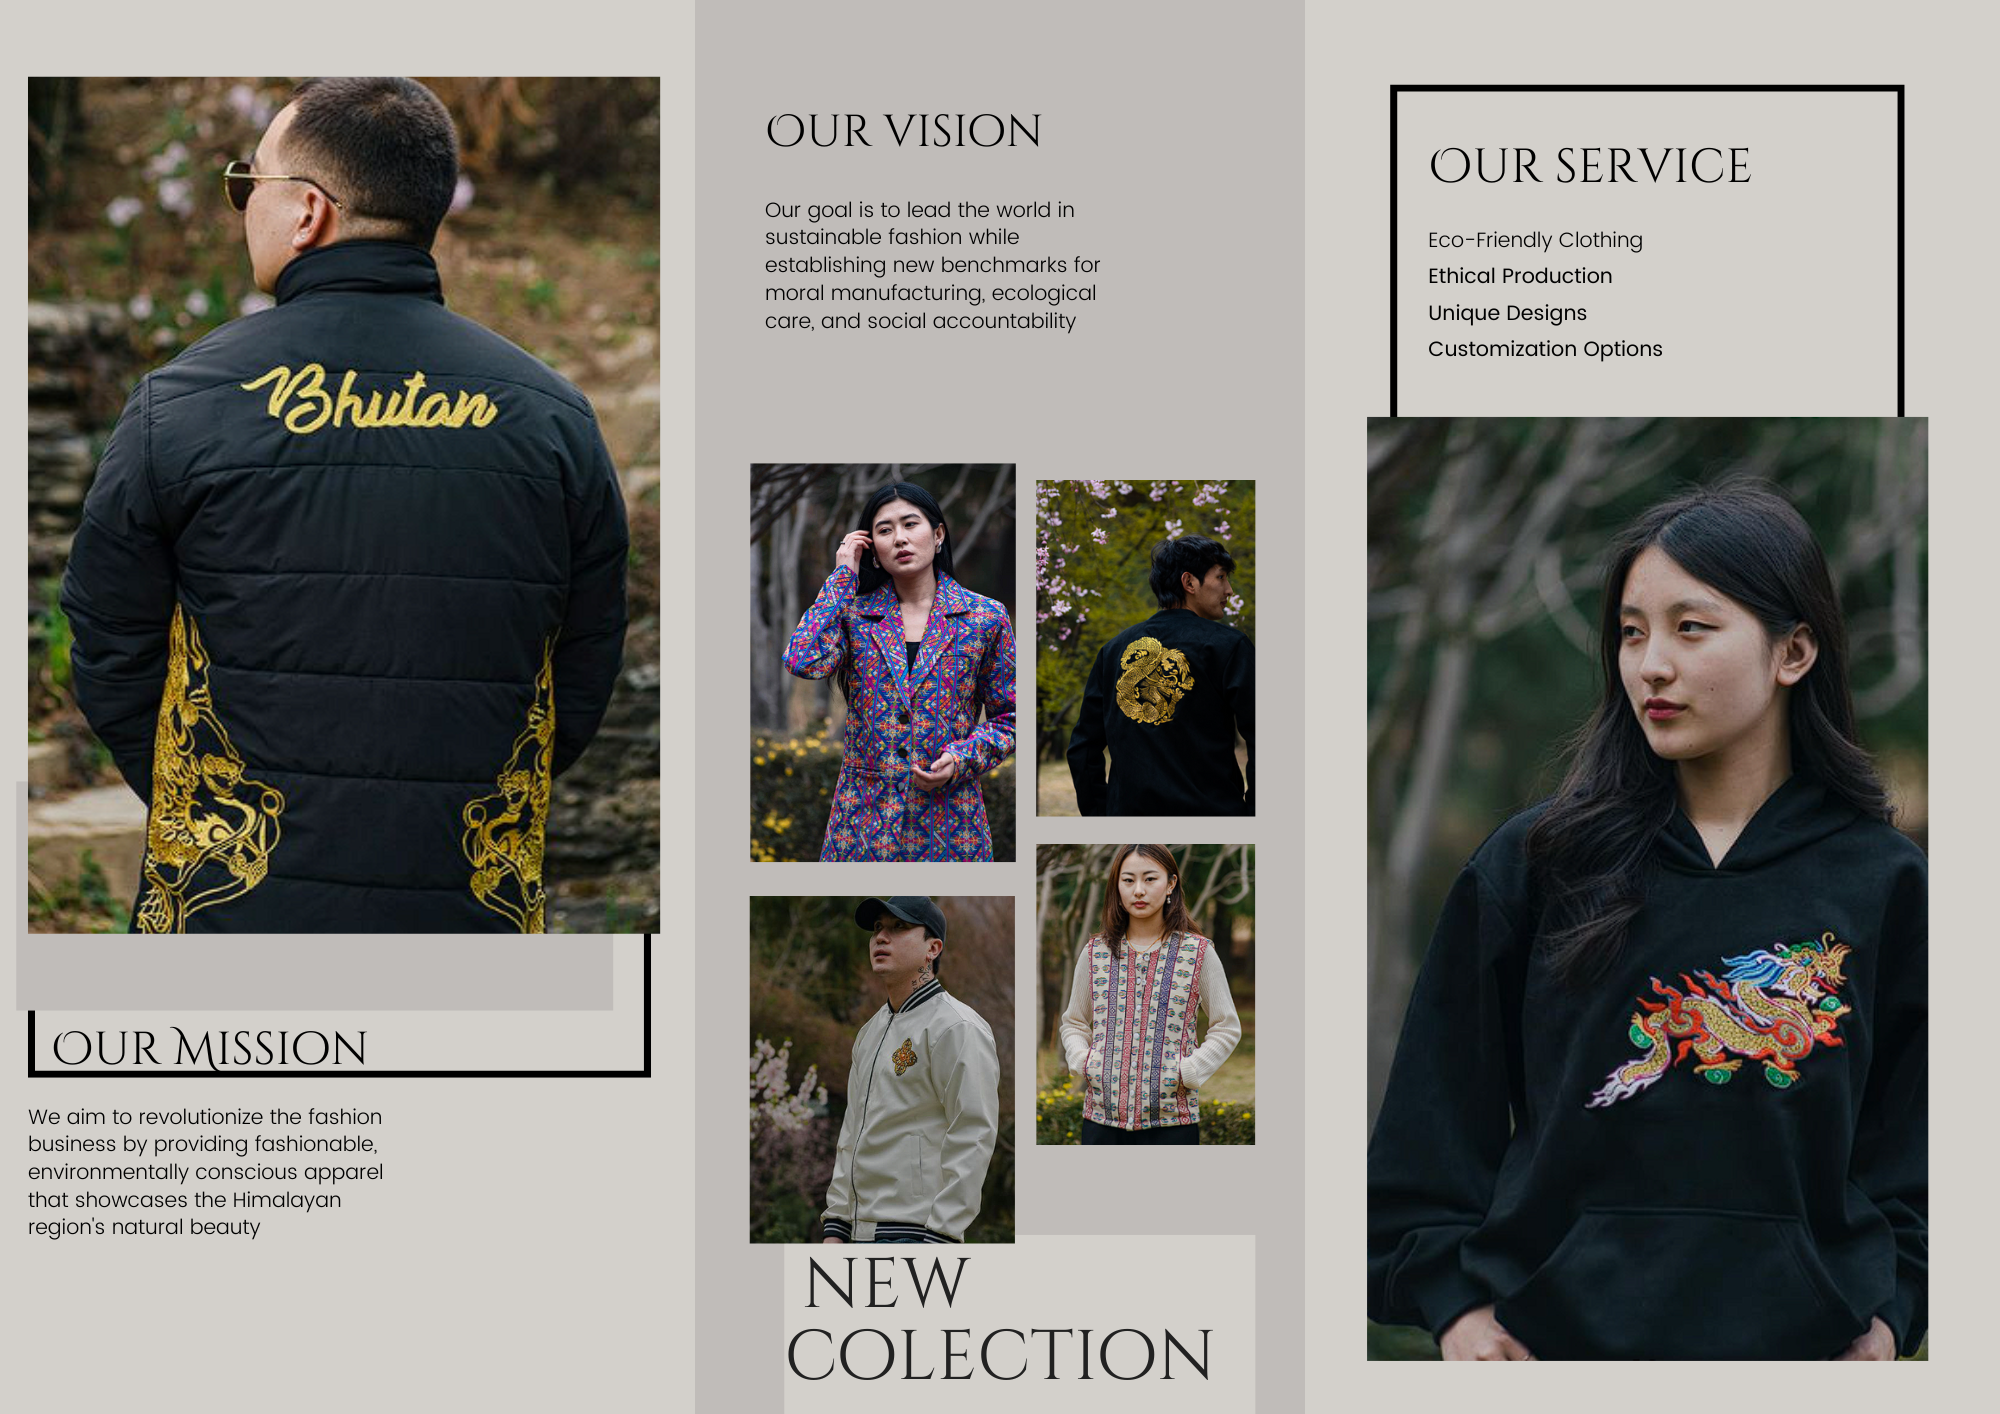 Bhutan
OUR MISSION
We aim to revolutionize the fashion
business by providing fashionable,
environmentally conscious apparel
that showcases the Himalayan
region's natural beauty
OUR VISION
Our goal is to lead the world in
sustainable fashion while
establishing new benchmarks for
moral manufacturing, ecological
care, and social accountability
NEW
COLECTION
OUR SERVICE
Eco-Friendly Clothing
Ethical Production
Unique Designs
Customization Options